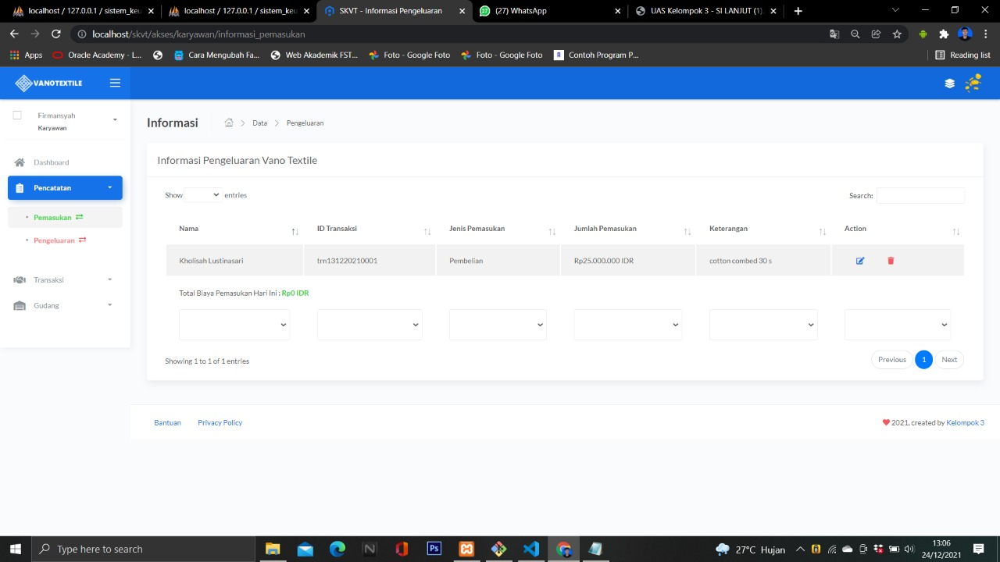 localhost / 127.0.0.1 / sistem_keu
localhost / 127.0.0.1 / sistem_keu
SKVT - Informasi Pengeluaran
(27) WhatsApp
UAS Kelompok 3 - SI LANJUT (1).
localhost/skvt/akses/karyawan/informasi_pemasukan
Apps
Oracle Academy - L...
Cara Mengubah Fa...
Web Akademik FST...
Foto - Google Foto
Foto - Google Foto
Contoh Program P...
Reading list
VANOTEXTILE
Firmansyah
Karyawan
Informasi
Data
Pengeluaran
Dashboard
Pencatatan
Pemasukan
Pengeluaran
Transaksi
Gudang
Informasi Pengeluaran Vano Textile
Show entries
Search:
Nama ID Transaksi Jenis Pemasukan Jumlah Pemasukan Keterangan Action
Kholisah Lustinasari trn131220210001 Pembelian Rp25.000.000 IDR cotton combed 30 s
Total Biaya Pemasukan Hari Ini : Rp0 IDR
Showing 1 to 1 of 1 entries
Previous 1 Next
Bantuan Privacy Policy
2021, created by Kelompok 3
Type here to search
27°C Hujan
13:06
24/12/2021